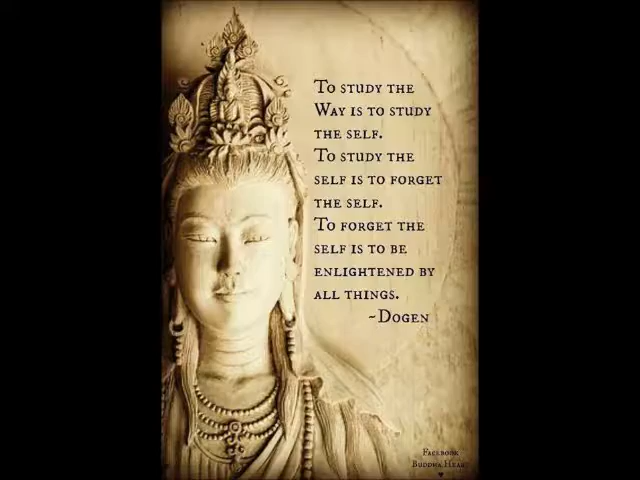 To study the
Way is to study
the self.
To study the
self is to forget
the self.
To forget the
self is to be
enlightened by
all things.
~Dogen
Facebook
Buddha Hear